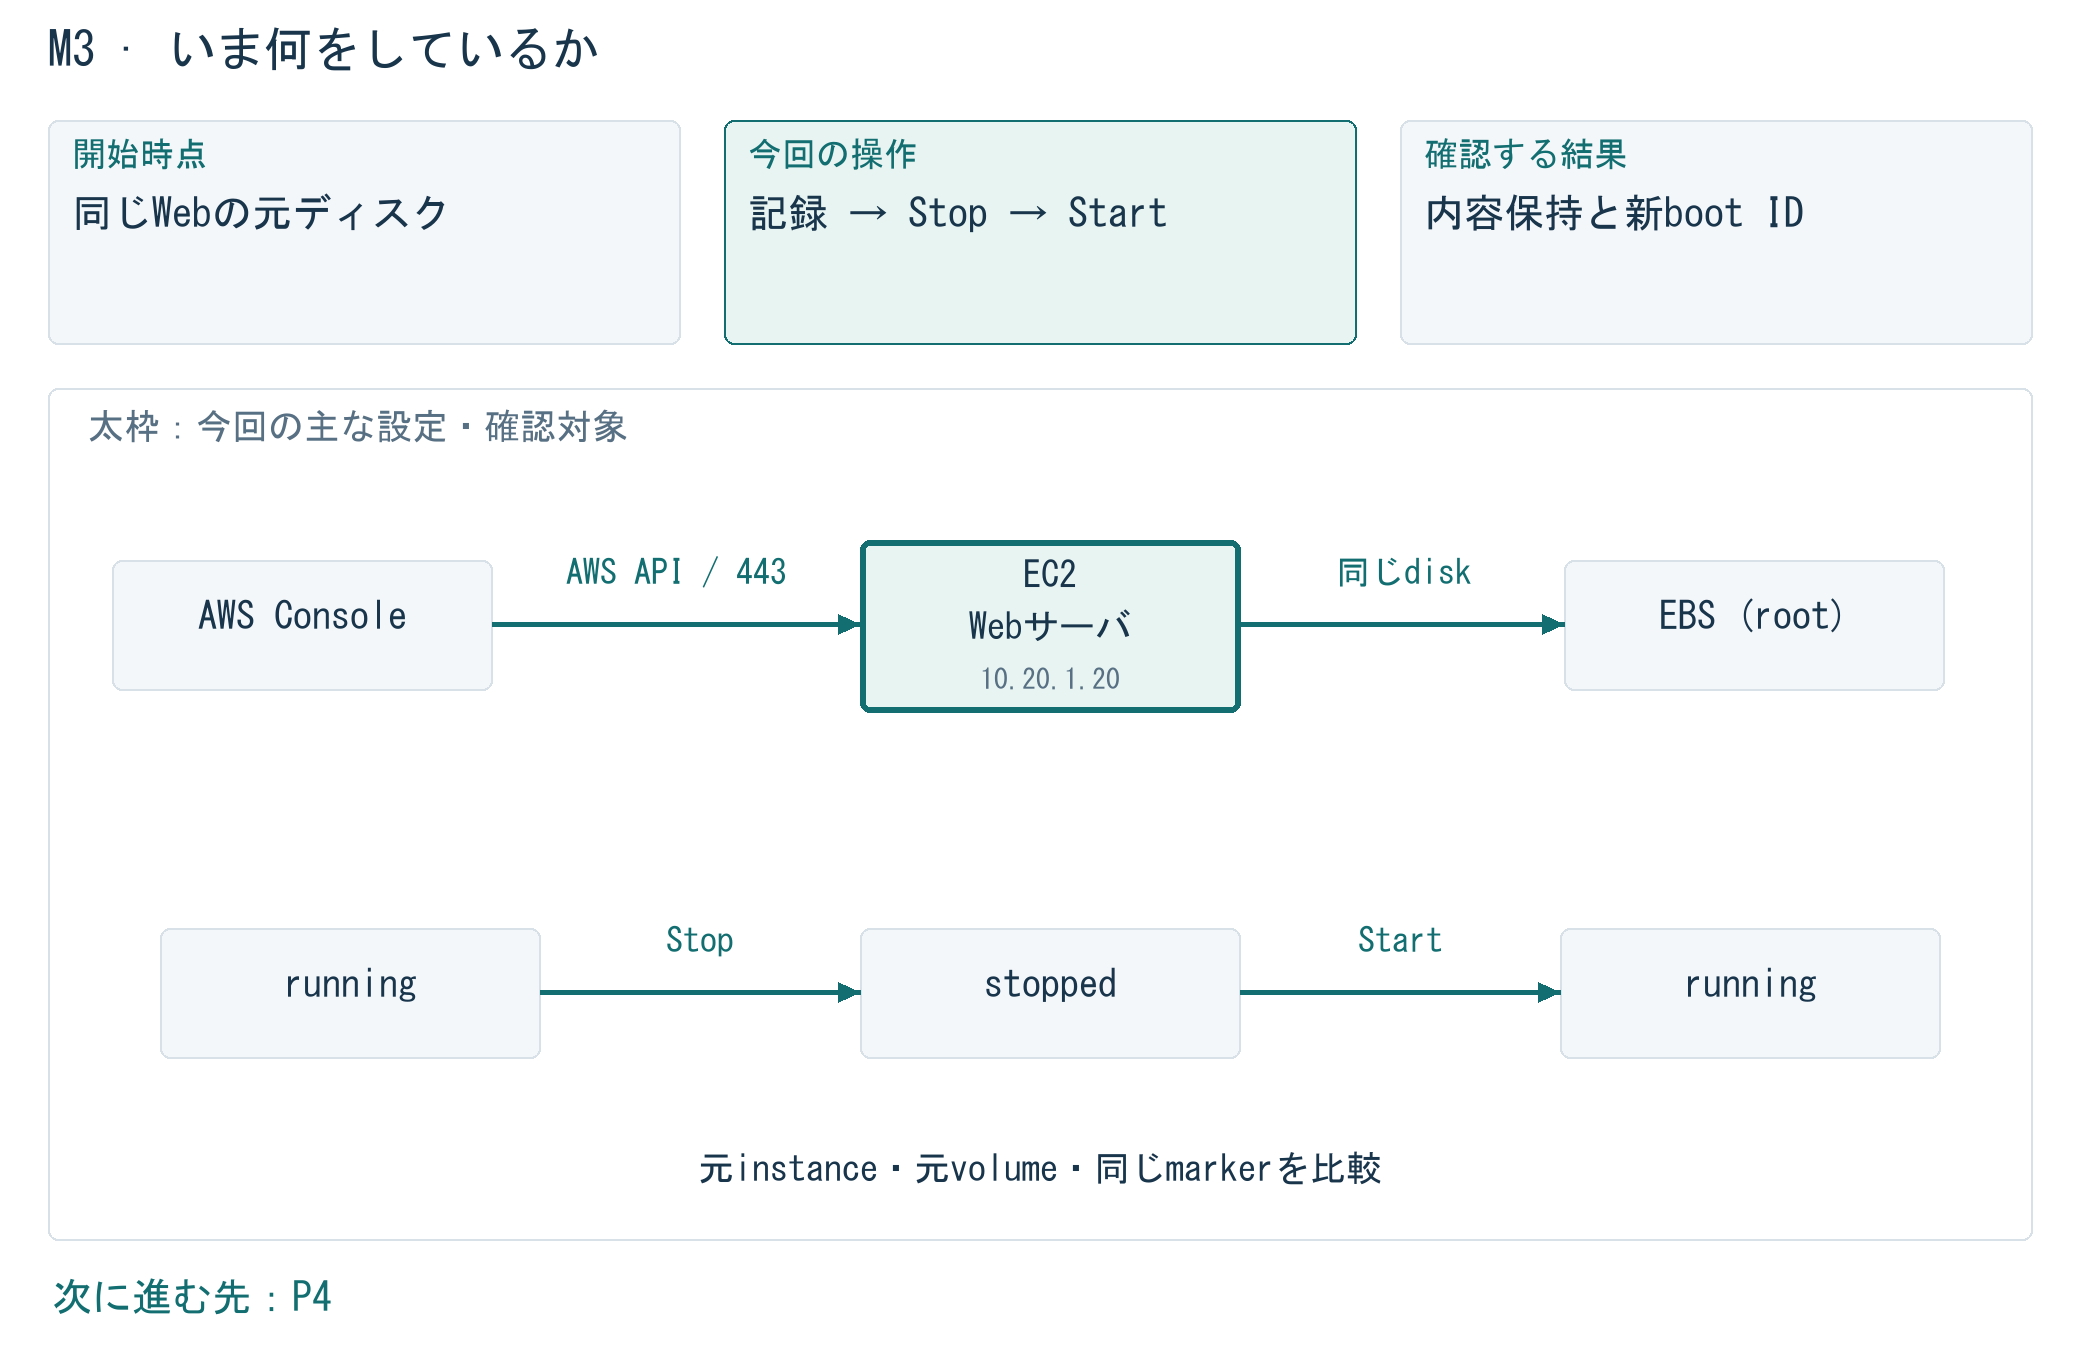 M3 · いま何をしているか
開始時点
同じWebの元ディスク
今回の操作
記録 → Stop → Start
確認する結果
内容保持と新boot ID
太枠：今回の主な設定・確認対象
AWS Console
AWS API / 443
EC2
Webサーバ
10.20.1.20
同じdisk
EBS (root)
running
Stop
stopped
Start
running
元instance・元volume・同じmarkerを比較
次に進む先：P4